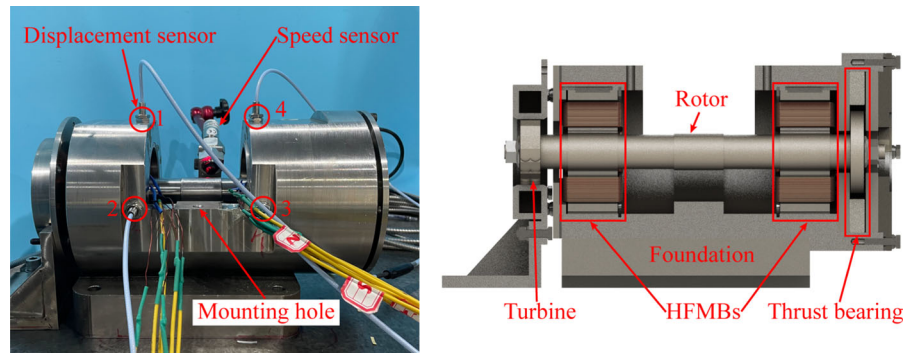 Displacement sensor
Speed sensor
1
4
2
3
Mounting hole
Rotor
Foundation
Turbine
HFMBs
Thrust bearing